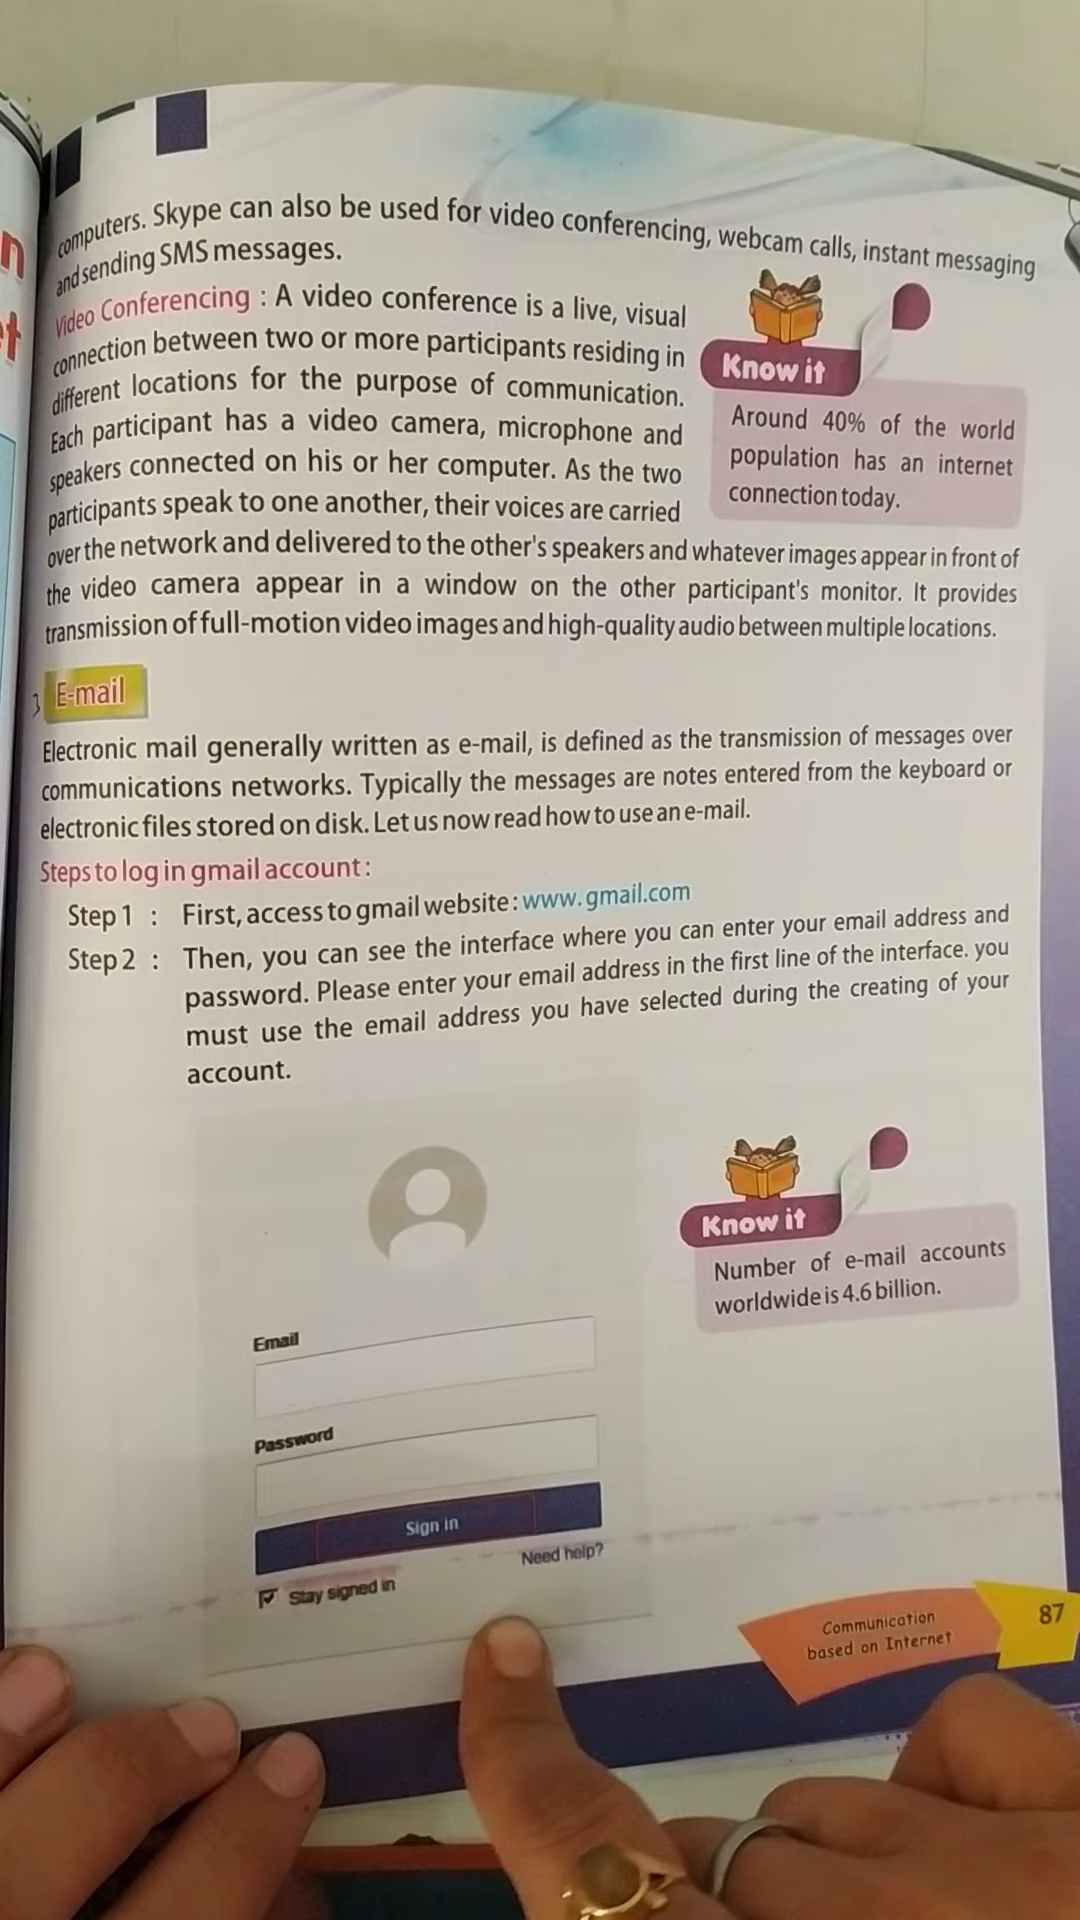 computers. Skype can also be used for video conferencing, webcam calls, instant messaging
and sending SMS messages.
Video Conferencing : A video conference is a live, visual
connection between two or more participants residing in
different locations for the purpose of communication.
Each participant has a video camera, microphone and
speakers connected on his or her computer. As the two
participants speak to one another, their voices are carried
over the network and delivered to the other's speakers and whatever images appear in front of
the video camera appear in a window on the other participant's monitor. It provides
transmission of full-motion video images and high-quality audio between multiple locations.
Know it
Around 40% of the world
population has an internet
connection today.
3 E-mail
Electronic mail generally written as e-mail, is defined as the transmission of messages over
communications networks. Typically the messages are notes entered from the keyboard or
electronic files stored on disk. Let us now read how to use an e-mail.
Steps to log in gmail account :
Step 1 : First, access to gmail website : www.gmail.com
Step 2 : Then, you can see the interface where you can enter your email address and
password. Please enter your email address in the first line of the interface. you
must use the email address you have selected during the creating of your
account.
Know it
Number of e-mail accounts
worldwide is 4.6 billion.
Email
Password
Sign in
Need help?
Stay signed in
Communication
based on Internet
87